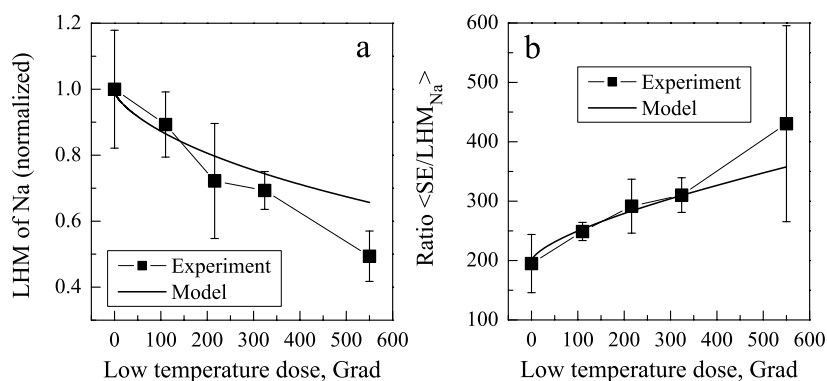 a
LHM of Na (normalized)
1.2
1.0
0.8
0.6
0.4
Experiment
Model
0 100 200 300 400 500 600
Low temperature dose, Grad
b
Ratio <SE/LHM_Na>
600
500
400
300
200
100
Experiment
Model
0 100 200 300 400 500 600
Low temperature dose, Grad